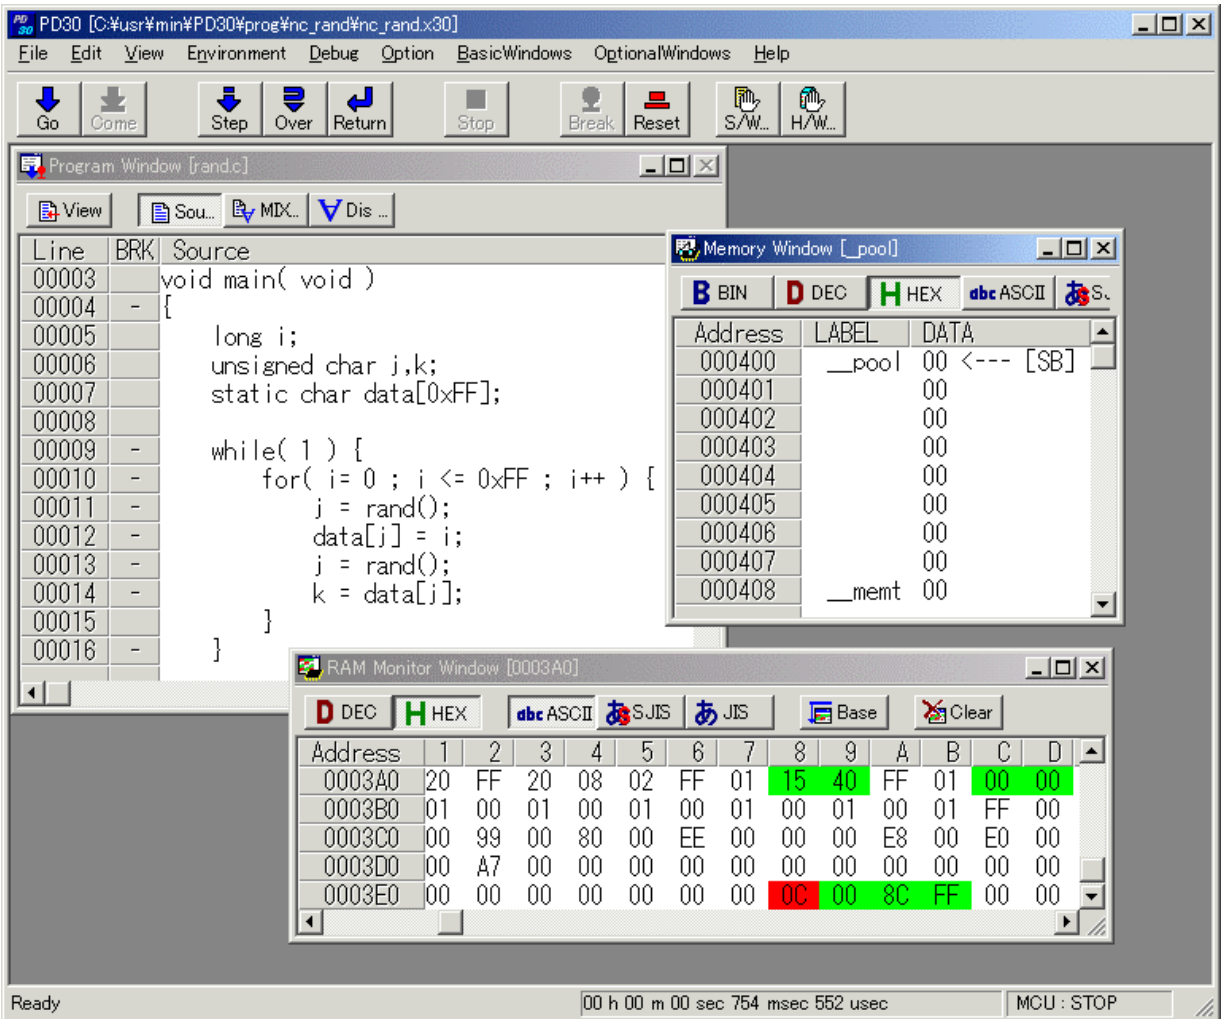 PD30 [C:¥usr¥min¥PD30¥prog¥nc_rand¥nc_rand.x30]
File Edit View Environment Debug Option BasicWindows OptionalWindows Help
Go Come Step Over Return Stop Break Reset S/W... H/W...
Program Window [rand.c]
View Sou... MIX... Dis ...
Line BRK Source
00003 void main( void )
00004 - {
00005 long i;
00006 unsigned char j,k;
00007 static char data[0xFF];
00008
00009 - while( 1 ) {
00010 - for( i= 0 ; i <= 0xFF ; i++ ) {
00011 - j = rand();
00012 - data[j] = i;
00013 - j = rand();
00014 - k = data[j];
00015 }
00016 - }
Memory Window [__pool]
B BIN D DEC H HEX abc ASCII あS S.
Address LABEL DATA
000400 __pool 00 <--- [SB]
000401 00
000402 00
000403 00
000404 00
000405 00
000406 00
000407 00
000408 __memt 00
RAM Monitor Window [0003A0]
D DEC H HEX abc ASCII あS SJIS あ JIS Base Clear
Address 1 2 3 4 5 6 7 8 9 A B C D
0003A0 20 FF 20 08 02 FF 01 15 40 FF 01 00 00
0003B0 01 00 01 00 01 00 01 00 01 00 01 FF 00
0003C0 00 99 00 80 00 EE 00 00 00 E8 00 E0 00
0003D0 00 A7 00 00 00 00 00 00 00 00 00 00 00
0003E0 00 00 00 00 00 00 00 0C 00 8C FF 00 00
Ready 00 h 00 m 00 sec 754 msec 552 usec MCU : STOP